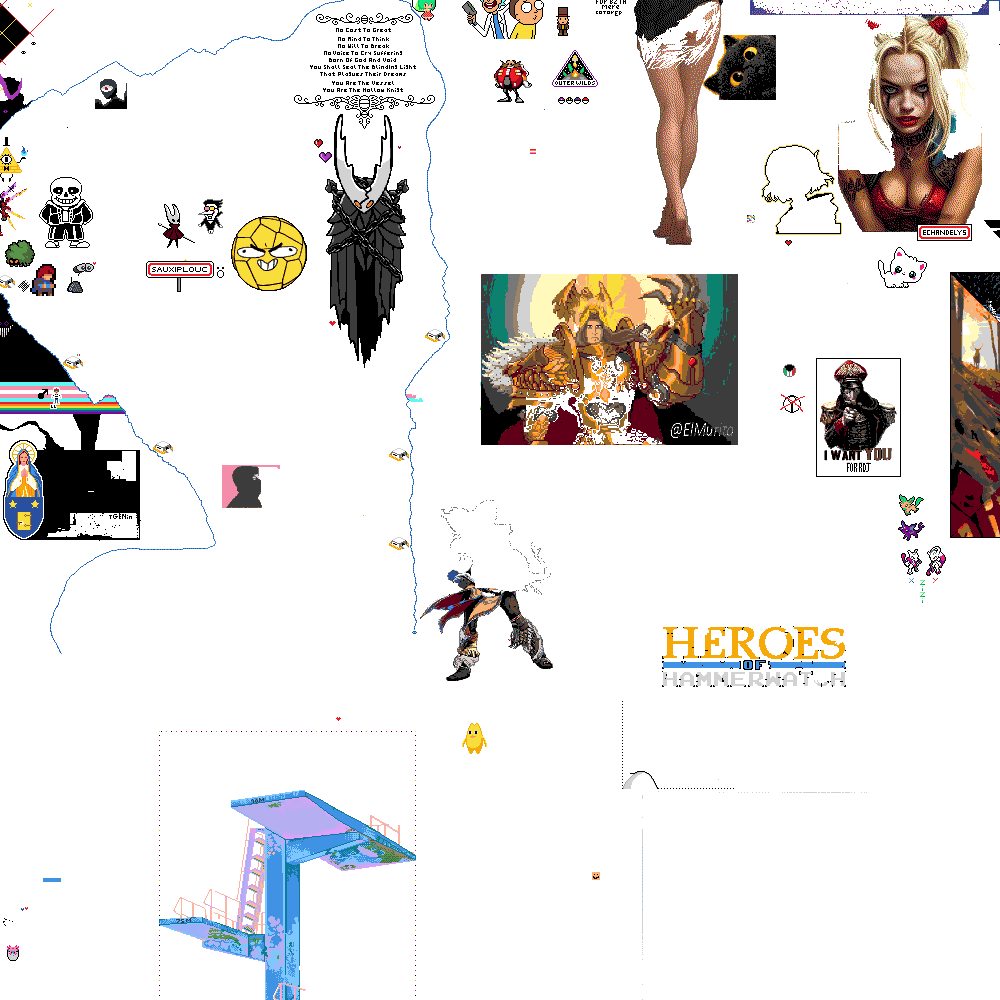 No Cost To Great
No Mind To Think
No Will To Break
No Voice To Cry Suffering
Born Of God And Void
You Shall Seal The Blinding Light
That Plagues Their Dreams
You Are The Vessel
You Are The Hollow Knight
OUTER WILDS
ECHANDELYS
SAUXIPLOUC
@ElMunto
I WANT YOU
FOR RDT
HEROES
OF